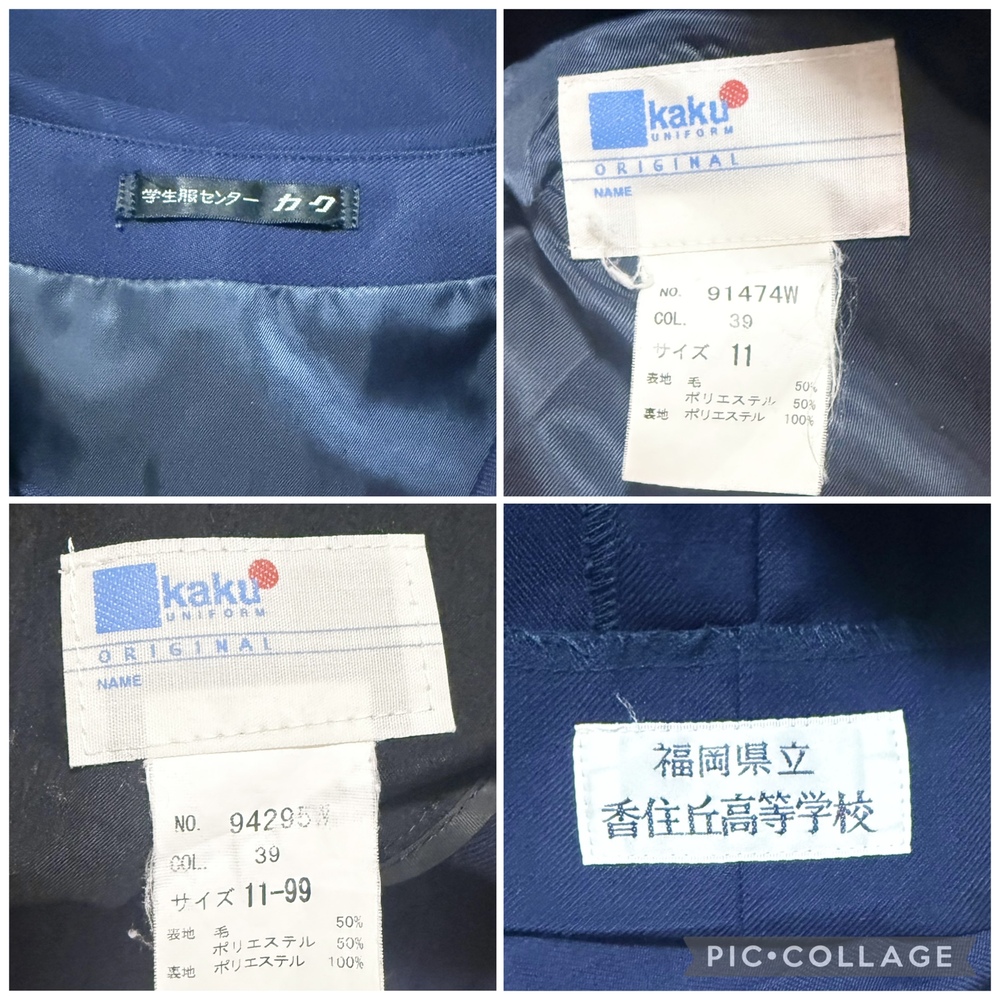 学生服センター カク
kaku
UNIFORM
ORIGINAL
NAME
NO. 91474W
COL. 39
サイズ 11
表地 毛 50%
ポリエステル 50%
裏地 ポリエステル 100%
kaku
UNIFORM
ORIGINAL
NAME
NO. 94295W
COL. 39
サイズ 11-99
表地 毛 50%
ポリエステル 50%
裏地 ポリエステル 100%
福岡県立
香住丘高等学校
PIC•COLLAGE